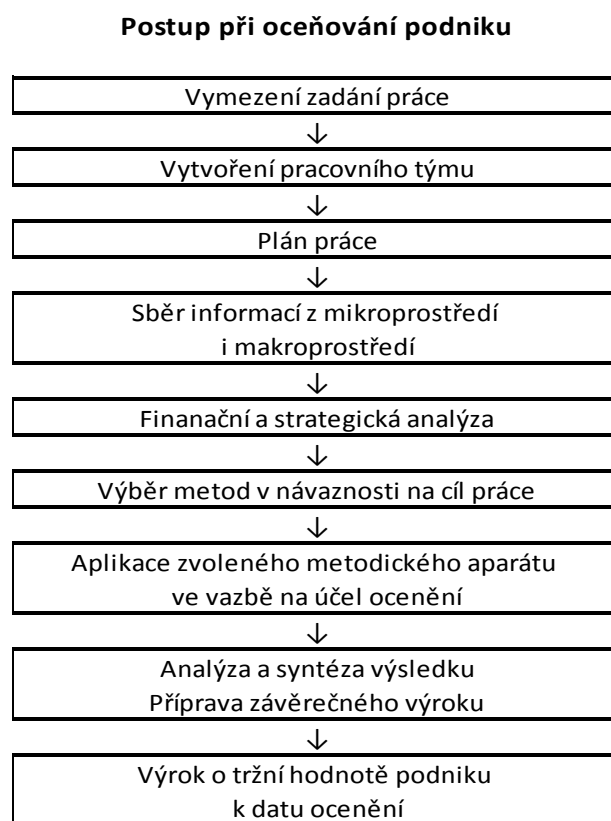 Postup při oceňování podniku
Vymezení zadání práce
↓
Vytvoření pracovního týmu
↓
Plán práce
↓
Sběr informací z mikroprostředí
i makroprostředí
↓
Finanační a strategická analýza
↓
Výběr metod v návaznosti na cíl práce
↓
Aplikace zvoleného metodického aparátu
ve vazbě na účel ocenění
↓
Analýza a syntéza výsledku
Příprava závěrečného výroku
↓
Výrok o tržní hodnotě podniku
k datu ocenění